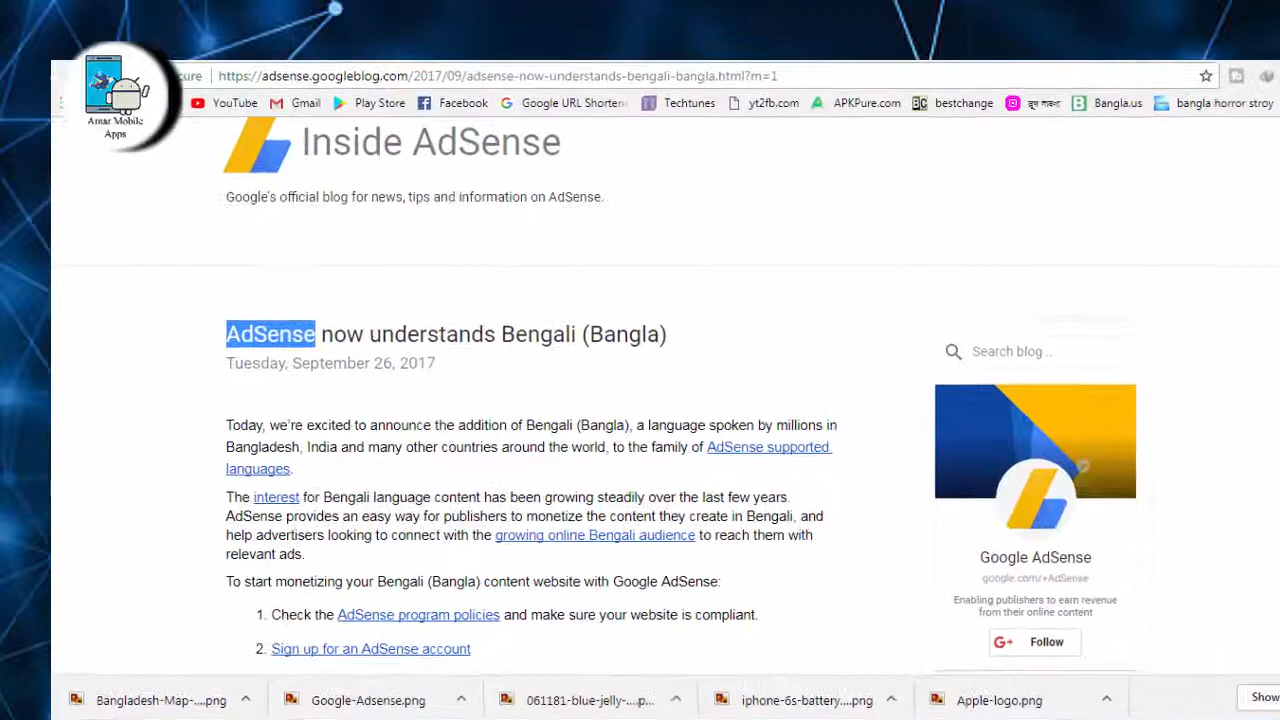 Amar Mobile
Apps
ure | https://adsense.googleblog.com/2017/09/adsense-now-understands-bengali-bangla.html?m=1
YouTube Gmail Play Store Facebook Google URL Shorten Techtunes yt2fb.com APKPure.com bestchange Bangla.us bangla horror stroy
Inside AdSense
Google's official blog for news, tips and information on AdSense.
AdSense now understands Bengali (Bangla)
Tuesday, September 26, 2017
Search blog ..
Today, we're excited to announce the addition of Bengali (Bangla), a language spoken by millions in
Bangladesh, India and many other countries around the world, to the family of AdSense supported
languages.
The interest for Bengali language content has been growing steadily over the last few years.
AdSense provides an easy way for publishers to monetize the content they create in Bengali, and
help advertisers looking to connect with the growing online Bengali audience to reach them with
relevant ads.
To start monetizing your Bengali (Bangla) content website with Google AdSense:
1. Check the AdSense program policies and make sure your website is compliant.
2. Sign up for an AdSense account
Google AdSense
google.com/+AdSense
Enabling publishers to earn revenue
from their online content
G+ Follow
Bangladesh-Map-....png Google-Adsense.png 061181-blue-jelly-....p... iphone-6s-battery....png Apple-logo.png Show